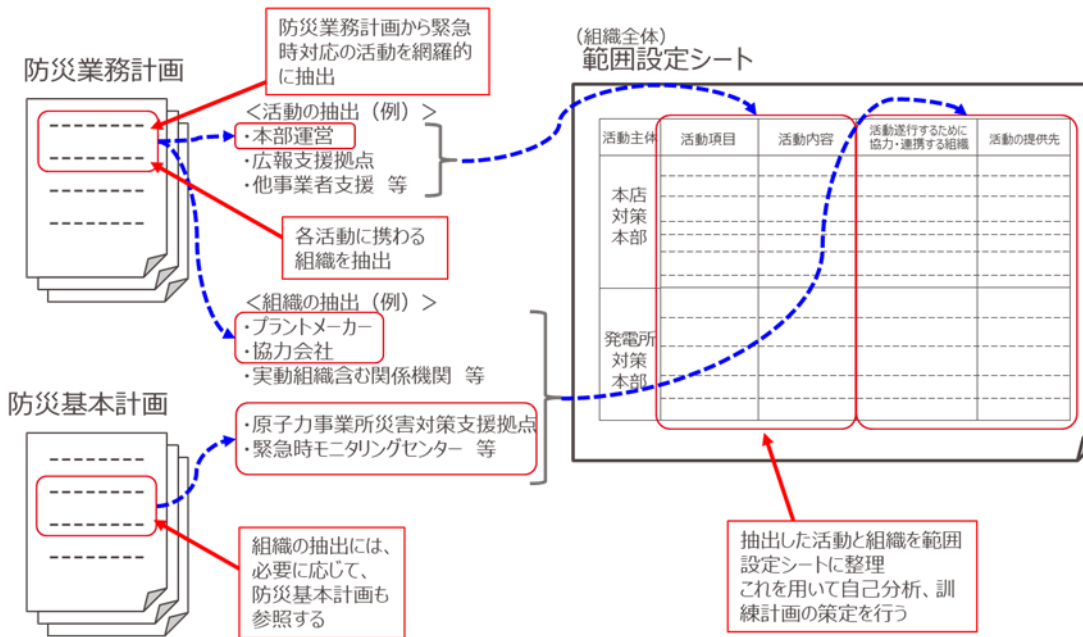 防災業務計画から緊急
時対応の活動を網羅的
に抽出
防災業務計画
<活動の抽出（例）>
・本部運営
・広報支援拠点
・他事業者支援 等
各活動に携わる
組織を抽出
<組織の抽出（例）>
・プラントメーカー
・協力会社
・実動組織含む関係機関 等
防災基本計画
・原子力事業所災害対策支援拠点
・緊急時モニタリングセンター 等
組織の抽出には、
必要に応じて、
防災基本計画も
参照する
（組織全体）
範囲設定シート
活動主体
活動項目
活動内容
活動遂行するために
協力・連携する組織
活動の提供先
本店
対策
本部
発電所
対策
本部
抽出した活動と組織を範囲
設定シートに整理
これを用いて自己分析、訓
練計画の策定を行う